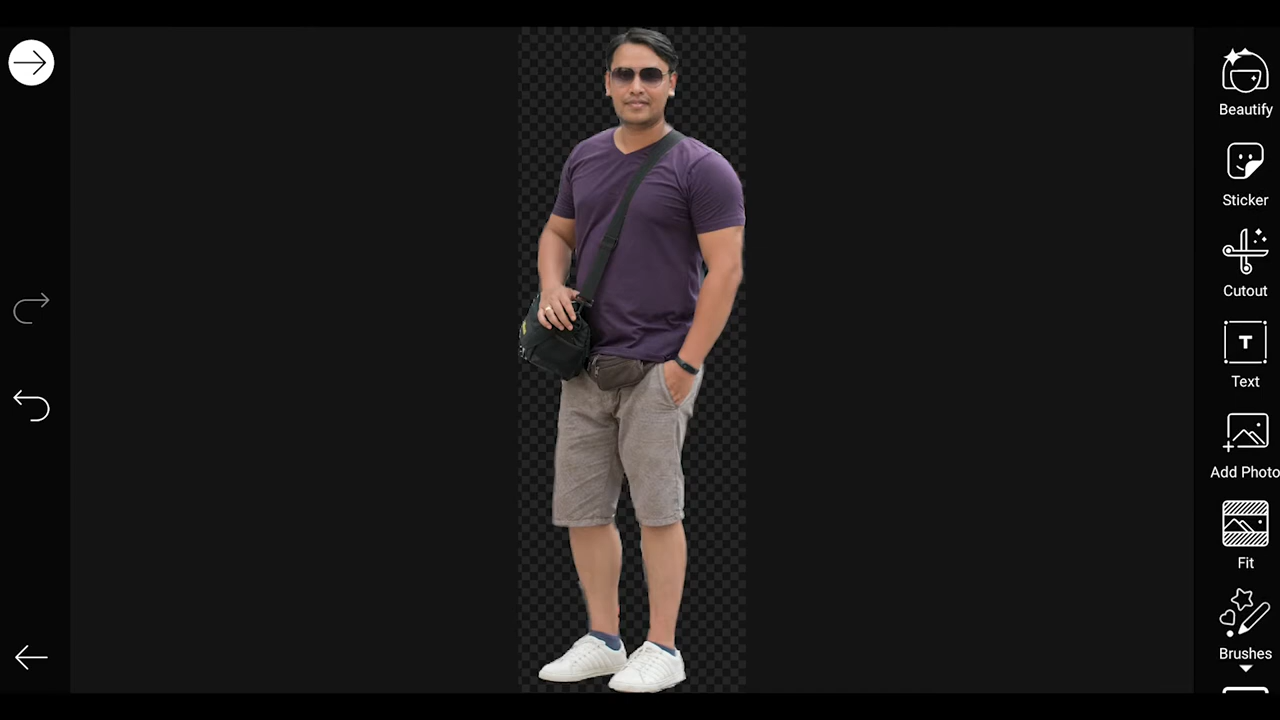 Beautify
Sticker
Cutout
T
Text
Add Photo
Fit
Brushes